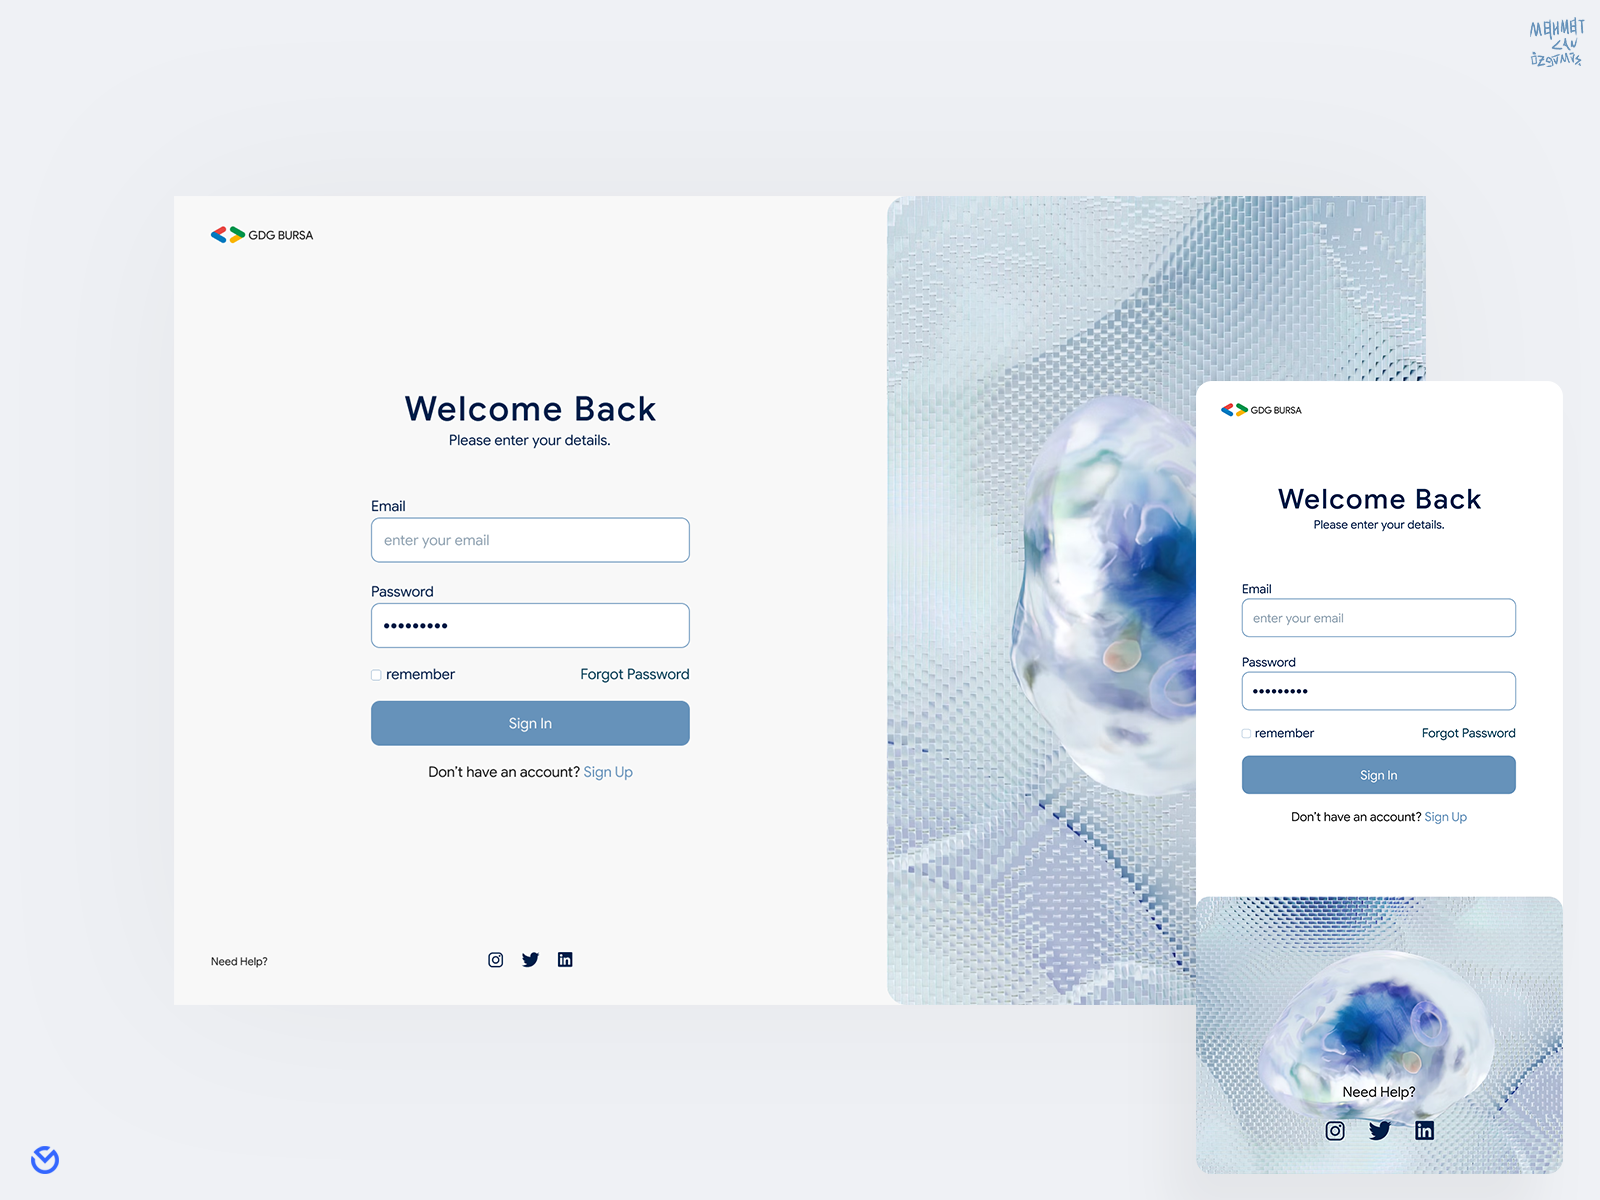 MEHMET
CAN
ÖZGÜMÜŞ
GDG BURSA
Welcome Back
Please enter your details.
Email
enter your email
Password
remember
Forgot Password
Sign In
Don't have an account? Sign Up
Need Help?
GDG BURSA
Welcome Back
Please enter your details.
Email
enter your email
Password
remember
Forgot Password
Sign In
Don't have an account? Sign Up
Need Help?